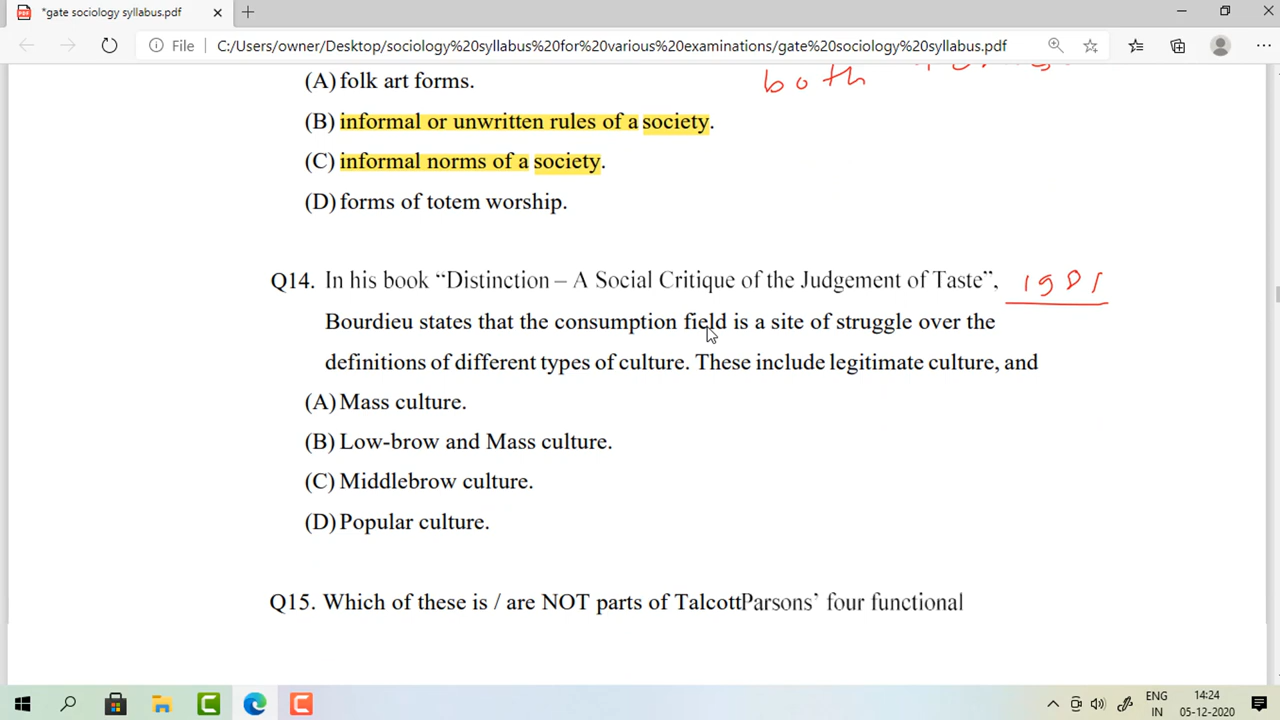 *gate sociology syllabus.pdf
File C:/Users/owner/Desktop/sociology%20syllabus%20for%20various%20examinations/gate%20sociology%20syllabus.pdf
both
(A) folk art forms.
(B) informal or unwritten rules of a society.
(C) informal norms of a society.
(D) forms of totem worship.
Q14. In his book “Distinction – A Social Critique of the Judgement of Taste”, 1981
Bourdieu states that the consumption field is a site of struggle over the
definitions of different types of culture. These include legitimate culture, and
(A) Mass culture.
(B) Low-brow and Mass culture.
(C) Middlebrow culture.
(D) Popular culture.
Q15. Which of these is / are NOT parts of TalcottParsons’ four functional
ENG 14:24
IN 05-12-2020